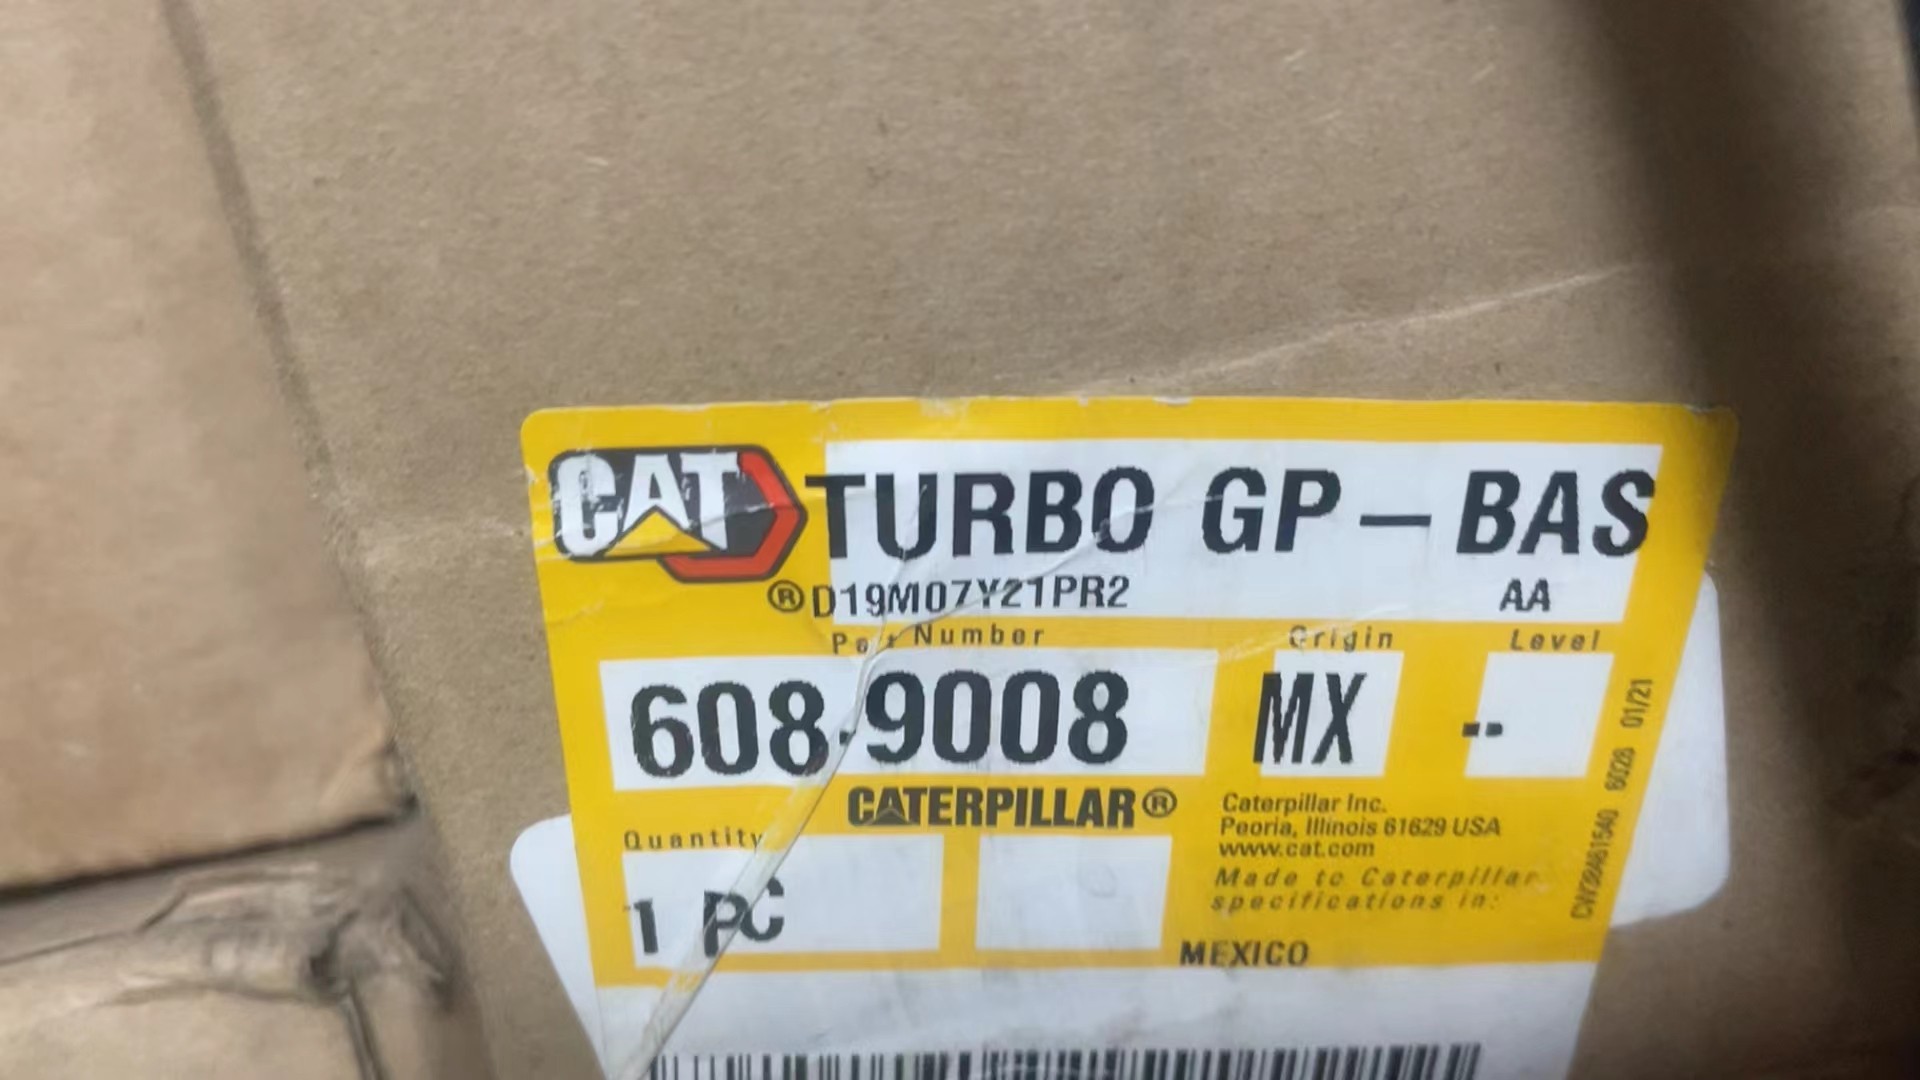 CAT TURBO GP-BAS
®D19M07Y21PR2 AA
Part Number Origin Level
608-9008 MX --
CATERPILLAR®
Quantity
1 PC
Caterpillar Inc.
Peoria, Illinois 61629 USA
www.cat.com
Made to Caterpillar
specifications in:
MEXICO
6028 01/21